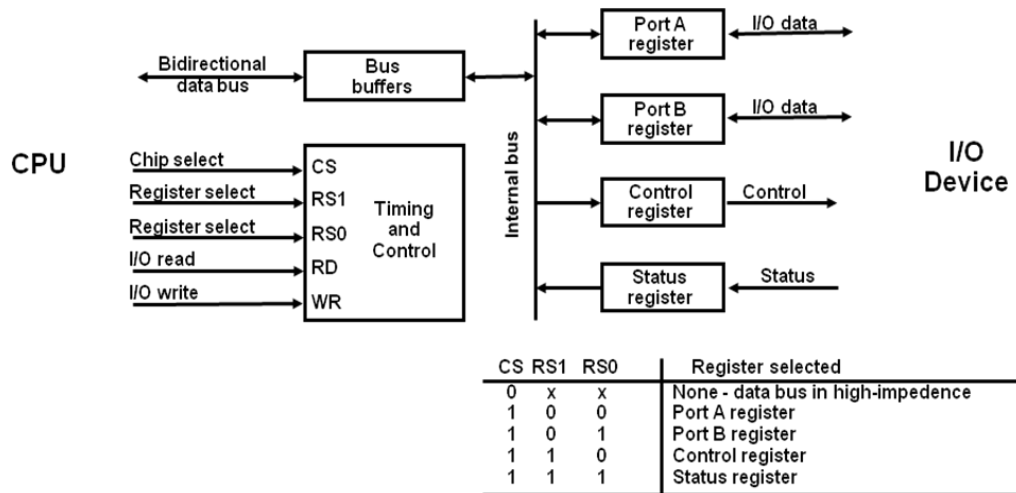 CPU
Bidirectional
data bus
Bus
buffers
Chip select
Register select
Register select
I/O read
I/O write
CS
RS1
RS0
RD
WR
Timing
and
Control
Internal bus
Port A
register
I/O data
Port B
register
I/O data
Control
register
Control
Status
register
Status
I/O
Device
CS RS1 RS0 Register selected
0 x x None - data bus in high-impedence
1 0 0 Port A register
1 0 1 Port B register
1 1 0 Control register
1 1 1 Status register